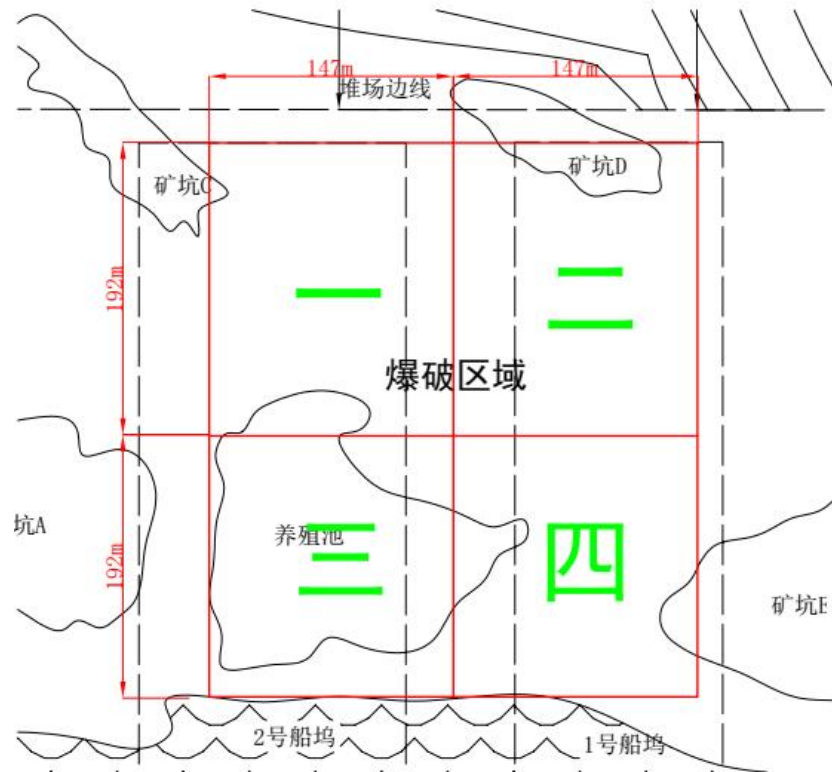 147m
147m
堆场边线
矿坑C
矿坑D
192m
一
二
爆破区域
坑A
养殖池
192m
三
四
矿坑E
2号船坞
1号船坞